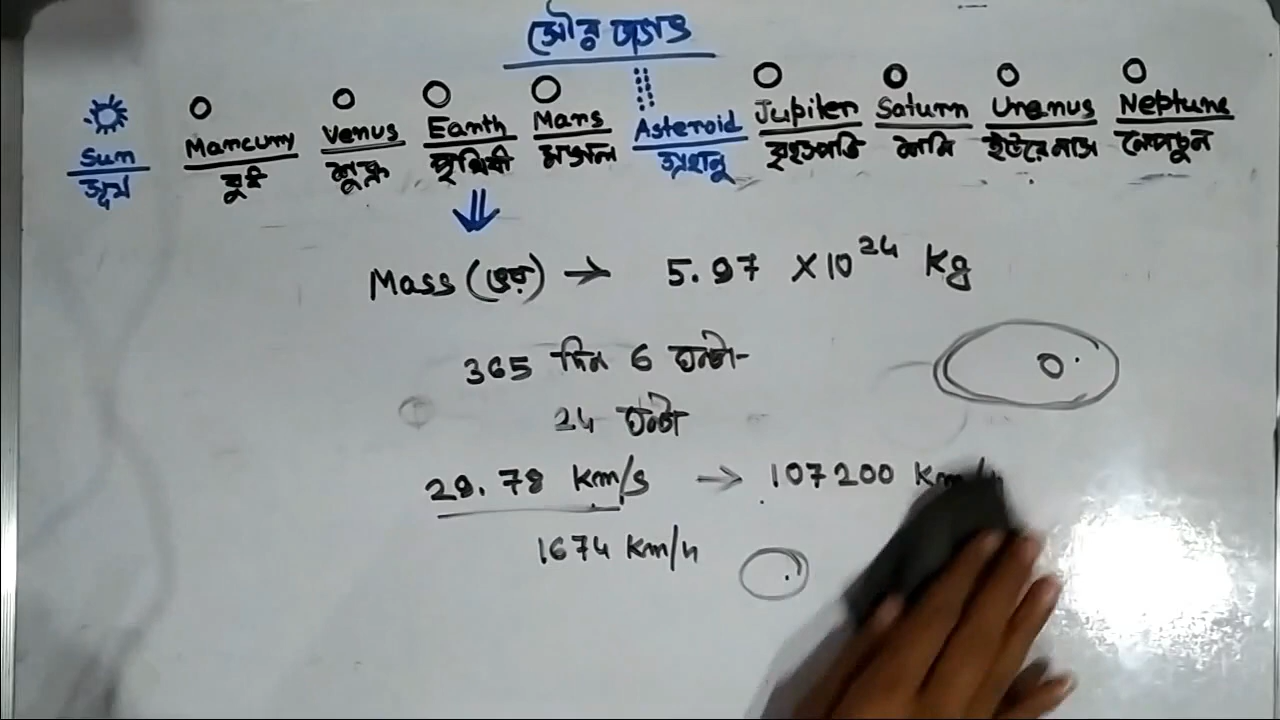 সৌর জগৎ
Sun Mercury Venus Earth Mars Asteroid Jupiter Saturn Uranus Neptune
সূর্য বুধ শুক্র পৃথিবী মঙ্গল গ্রহানু বৃহস্পতি শনি ইউরেনাস নেপচুন
Mass (ভর) → 5.97 × 10²⁴ Kg
365 দিন 6 ঘন্টা
24 ঘন্টা
29.78 Km/s → 107200 Km/h
1674 Km/h